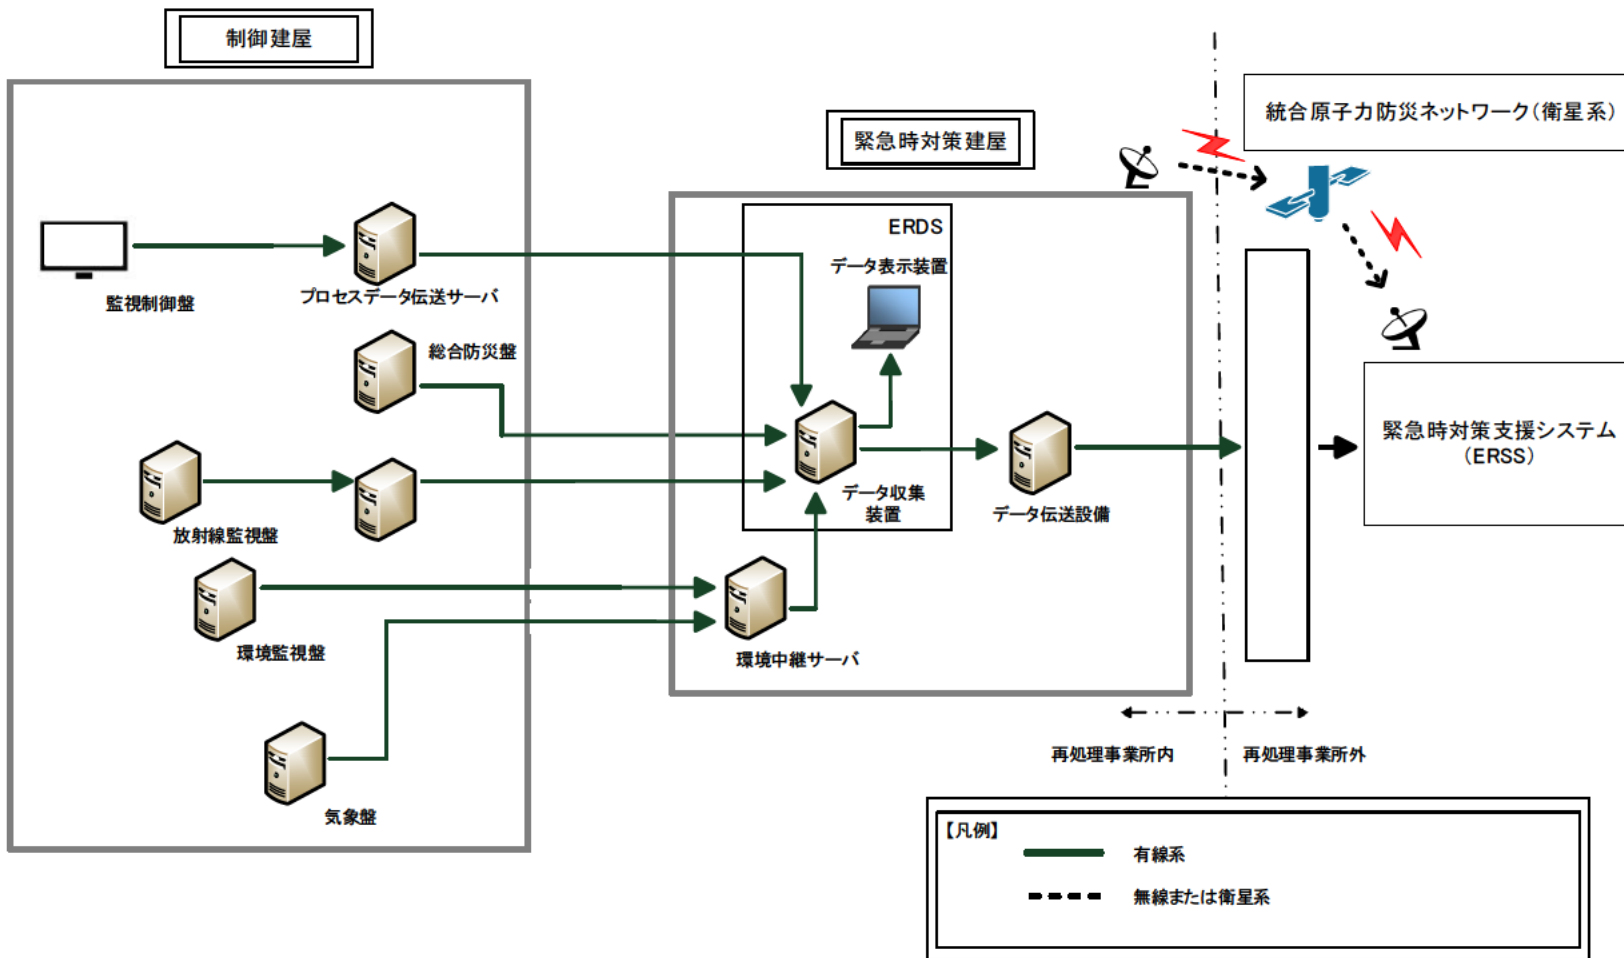 制御建屋
統合原子力防災ネットワーク(衛星系)
緊急時対策建屋
ERDS
データ表示装置
監視制御盤
プロセスデータ伝送サーバ
総合防災盤
緊急時対策支援システム
(ERSS)
データ収集
装置
データ伝送設備
放射線監視盤
環境監視盤
環境中継サーバ
再処理事業所内
再処理事業所外
気象盤
【凡例】
有線系
無線または衛星系